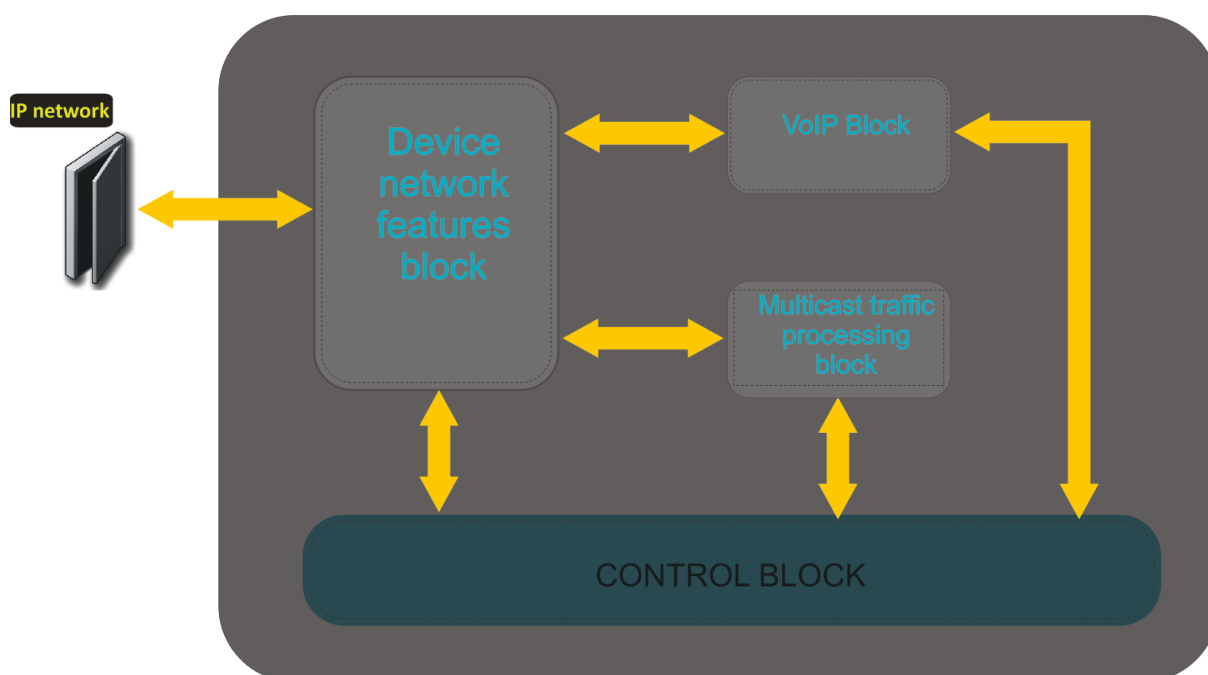 IP network
Device
network
features
block
VoIP Block
Multicast traffic
processing
block
CONTROL BLOCK